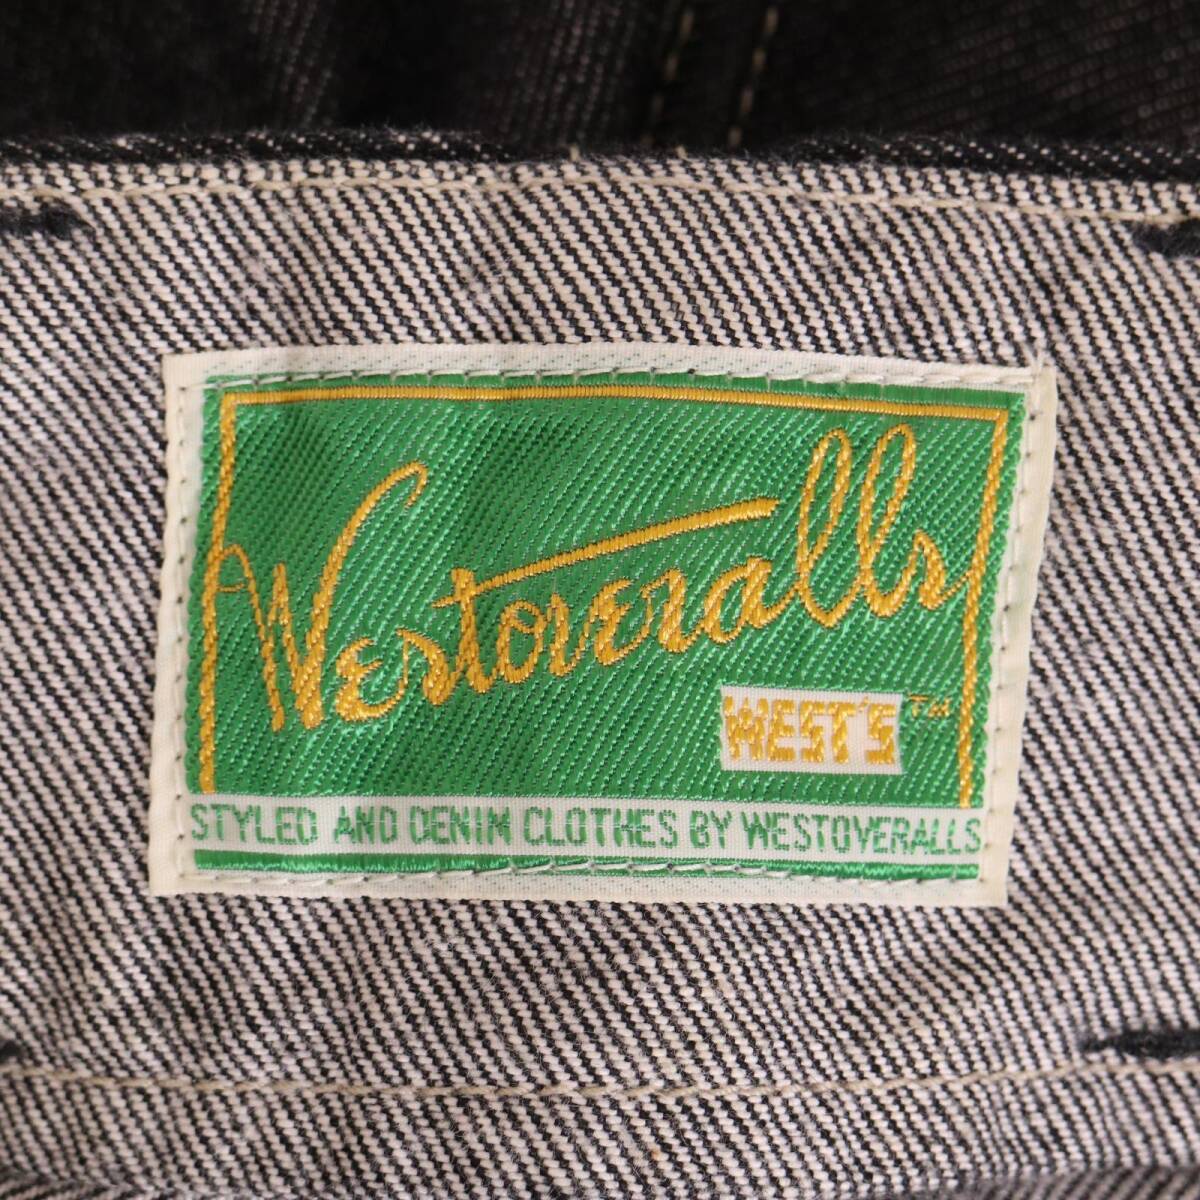 Westoveralls
WEST'S™
STYLED AND DENIM CLOTHES BY WESTOVERALLS